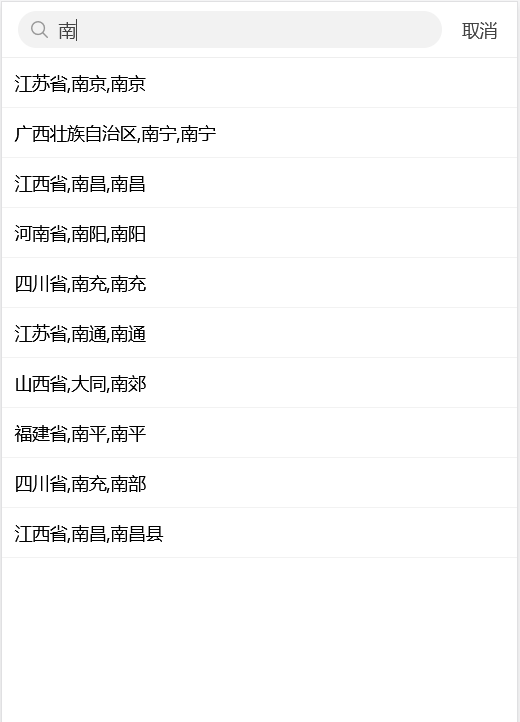 南 取消
江苏省,南京,南京
广西壮族自治区,南宁,南宁
江西省,南昌,南昌
河南省,南阳,南阳
四川省,南充,南充
江苏省,南通,南通
山西省,大同,南郊
福建省,南平,南平
四川省,南充,南部
江西省,南昌,南昌县